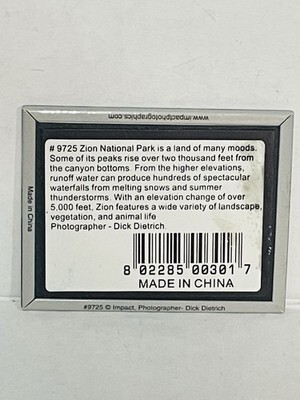 www.impactphotographics.com
# 9725 Zion National Park is a land of many moods.
Some of its peaks rise over two thousand feet from
the canyon bottoms. From the higher elevations,
runoff water can produce hundreds of spectacular
waterfalls from melting snows and summer
thunderstorms. With an elevation change of over
5,000 feet, Zion features a wide variety of landscape,
vegetation, and animal life
Photographer- Dick Dietrich
8 02285 00301 7
MADE IN CHINA
Made in China
#9725 © Impact, Photographer- Dick Dietrich